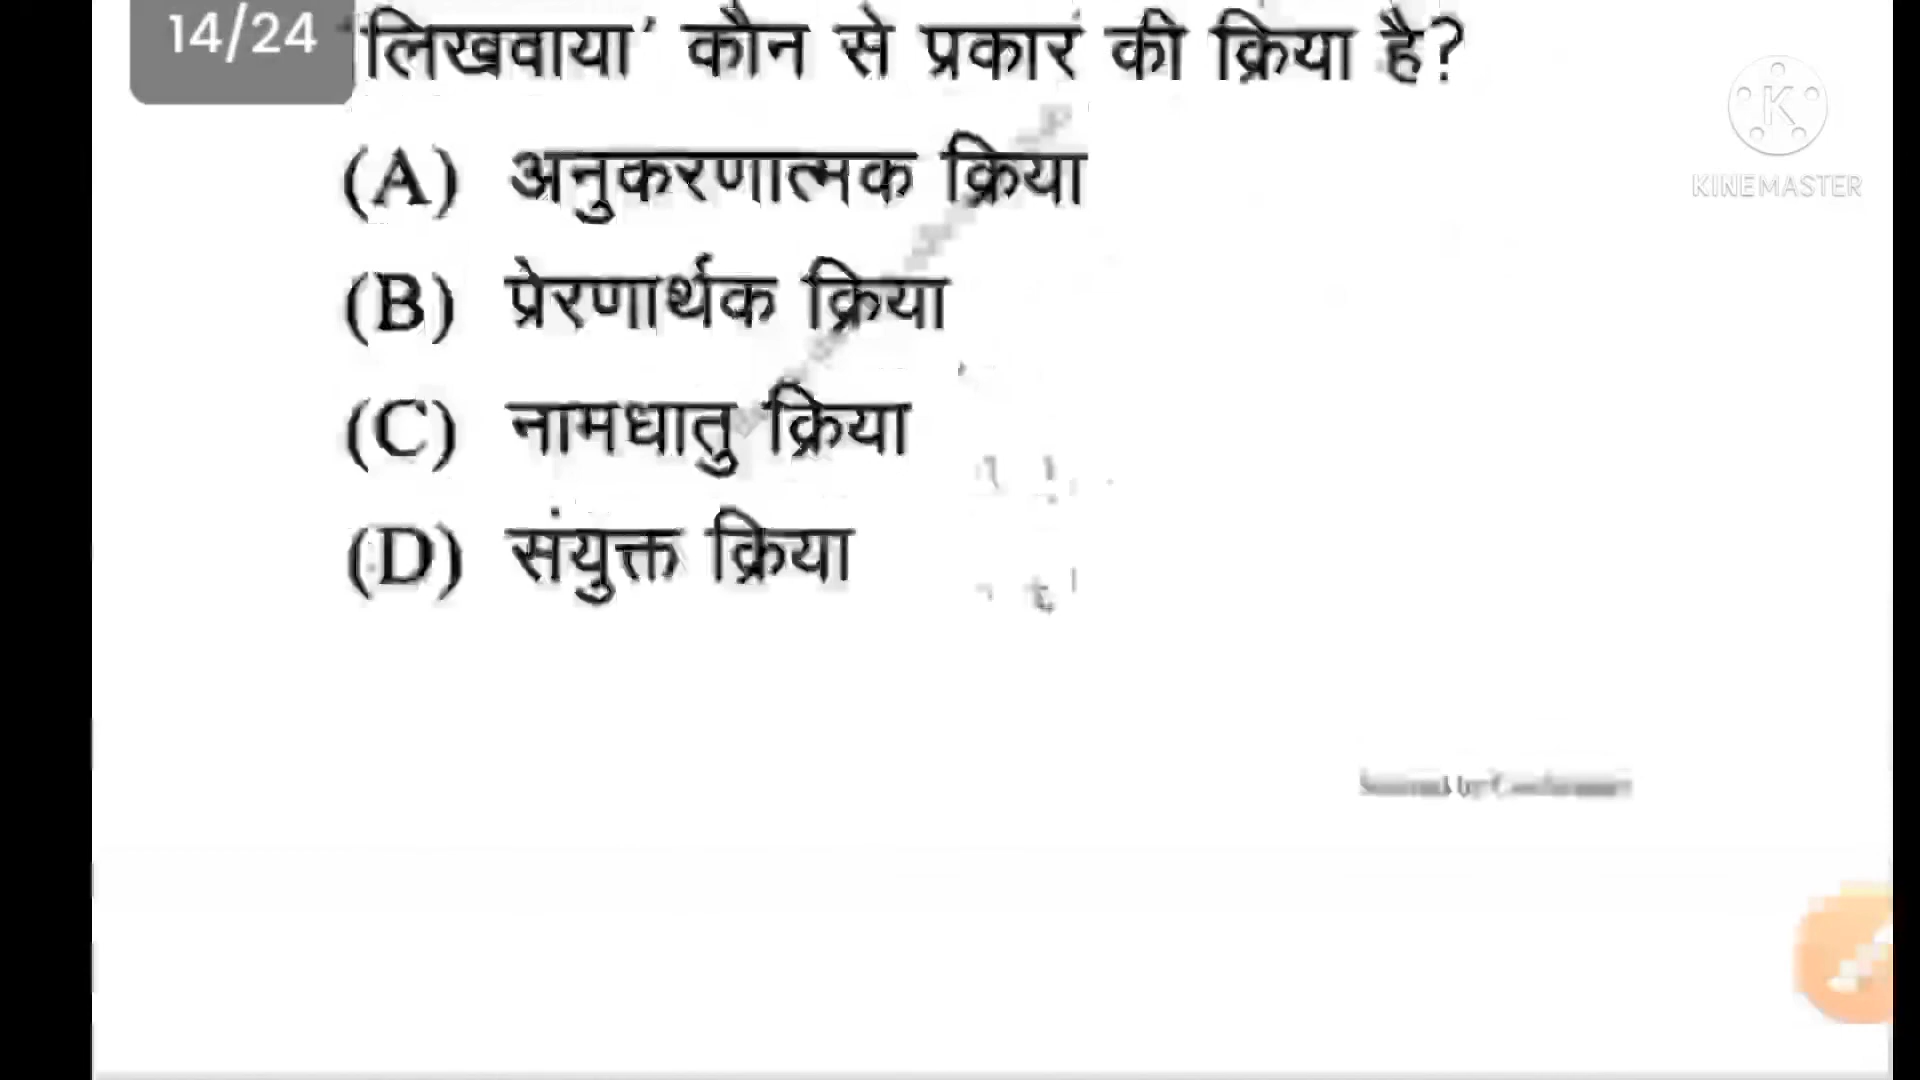 14/24 'लिखवाया' कौन से प्रकार की क्रिया है?
(A) अनुकरणात्मक क्रिया
(B) प्रेरणार्थक क्रिया
(C) नामधातु क्रिया
(D) संयुक्त क्रिया
KINEMASTER